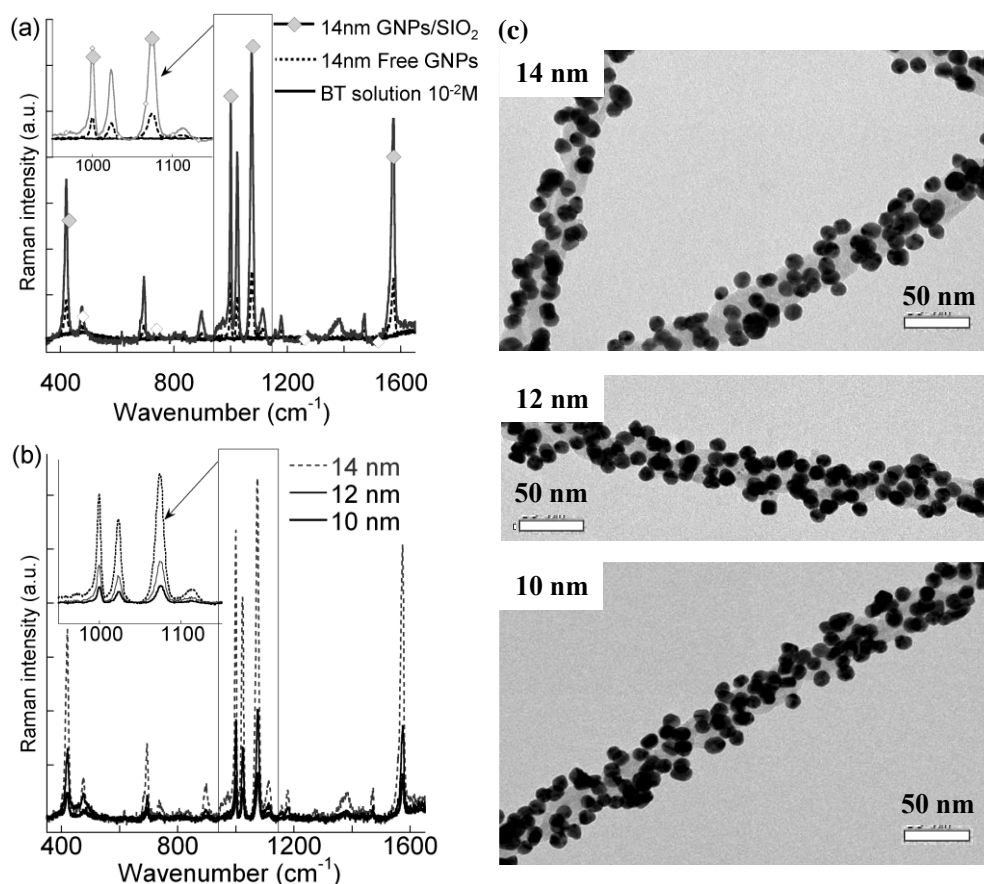 (a)
14nm GNPs/SIO₂
14nm Free GNPs
BT solution 10⁻²M
1000 1100
Raman intensity (a.u.)
400 800 1200 1600
Wavenumber (cm⁻¹)
(b)
14 nm
12 nm
10 nm
1000 1100
Raman intensity (a.u.)
400 800 1200 1600
Wavenumber (cm⁻¹)
(c)
14 nm
50 nm
12 nm
50 nm
10 nm
50 nm